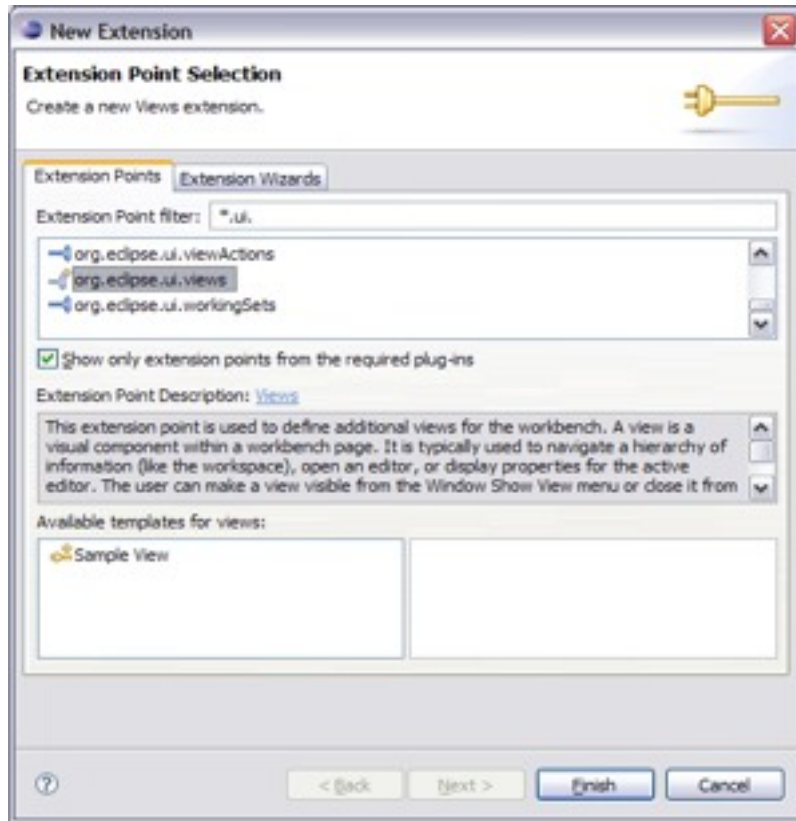 New Extension
Extension Point Selection
Create a new Views extension.
Extension Points
Extension Wizards
Extension Point filter: *.ui.
org.eclipse.ui.viewActions
org.eclipse.ui.views
org.eclipse.ui.workingSets
Show only extension points from the required plug-ins
Extension Point Description: Views
This extension point is used to define additional views for the workbench. A view is a
visual component within a workbench page. It is typically used to navigate a hierarchy of
information (like the workspace), open an editor, or display properties for the active
editor. The user can make a view visible from the Window Show View menu or close it from
Available templates for views:
Sample View
?
< Back
Next >
Finish
Cancel